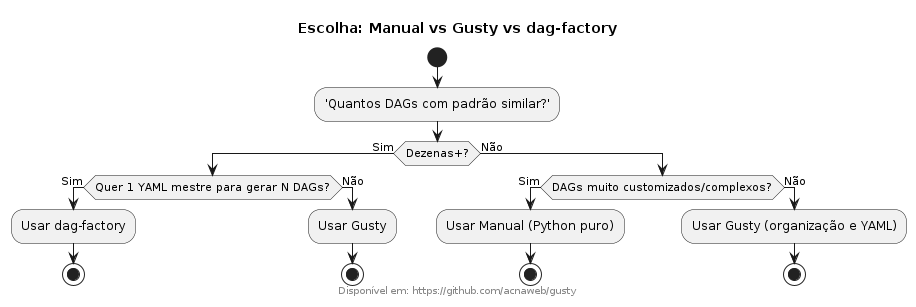 Escolha: Manual vs Gusty vs dag-factory
'Quantos DAGs com padrão similar?'
Sim
Dezenas+?
Não
Sim
Quer 1 YAML mestre para gerar N DAGs?
Não
Sim
DAGs muito customizados/complexos?
Não
Usar dag-factory
Usar Gusty
Usar Manual (Python puro)
Usar Gusty (organização e YAML)
Disponível em: https://github.com/acnaweb/gusty